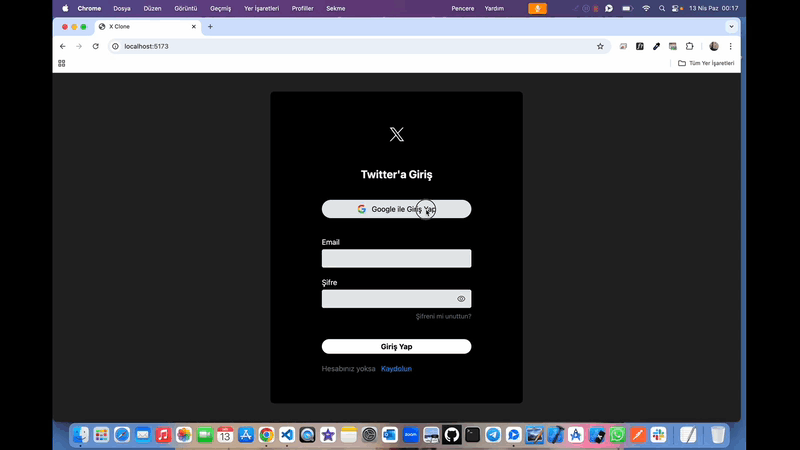 Chrome Dosya Düzen Görüntü Geçmiş Yer İşaretleri Profiller Sekme Pencere Yardım 13 Nis Paz 00:17
X Clone
localhost:5173
Tüm Yer İşaretleri
Twitter'a Giriş
Google ile Giriş Yap
Email
Şifre
Şifreni mi unuttun?
Giriş Yap
Hesabınız yoksa Kaydolun
13
zoom